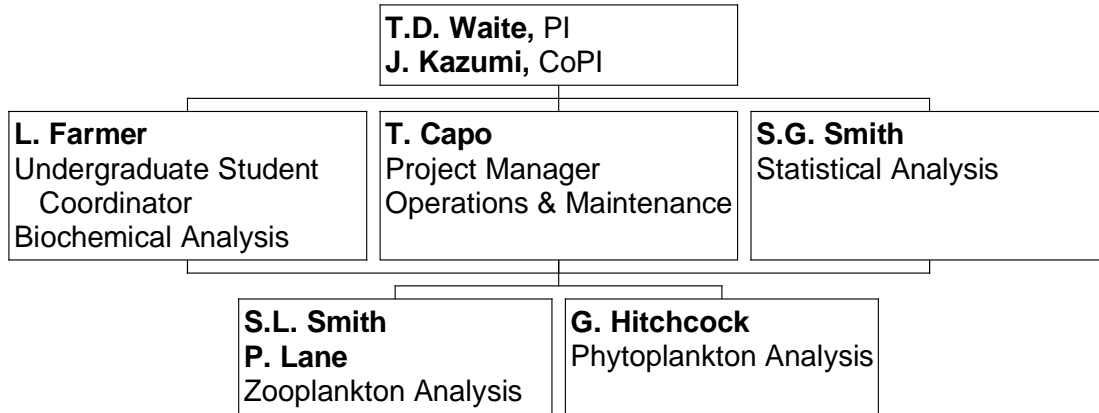 T.D. Waite, PI
J. Kazumi, CoPI
L. Farmer
Undergraduate Student
Coordinator
Biochemical Analysis
T. Capo
Project Manager
Operations & Maintenance
S.G. Smith
Statistical Analysis
S.L. Smith
P. Lane
Zooplankton Analysis
G. Hitchcock
Phytoplankton Analysis